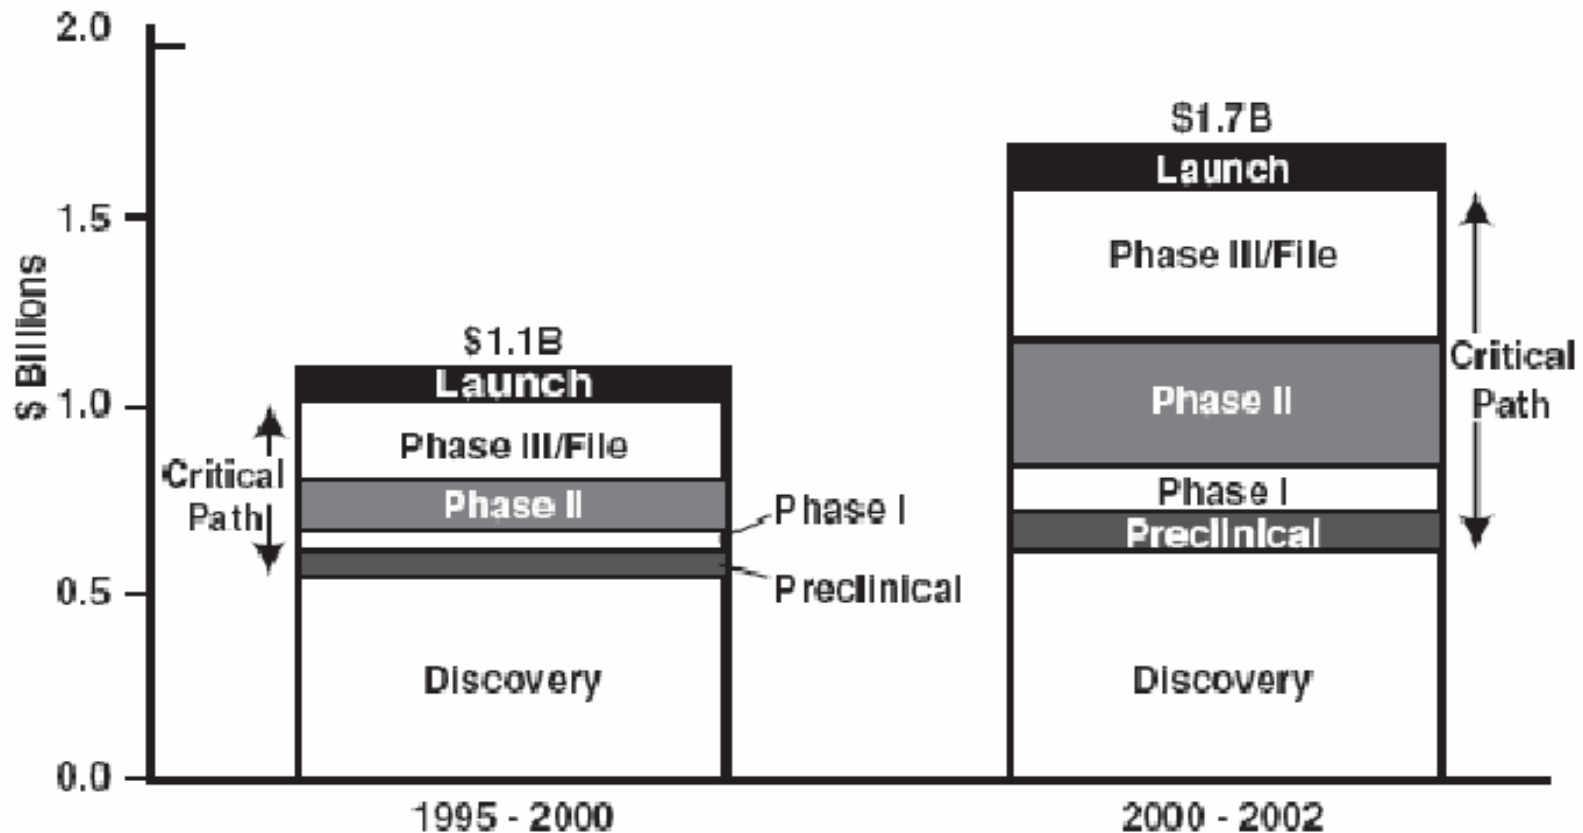 $ Billions
2.0
1.5
1.0
0.5
0.0
$1.1B
Launch
Phase III/File
Phase II
Phase I
Preclinical
Discovery
Critical
Path
1995 - 2000
$1.7B
Launch
Phase III/File
Phase II
Phase I
Preclinical
Discovery
Critical
Path
2000 - 2002